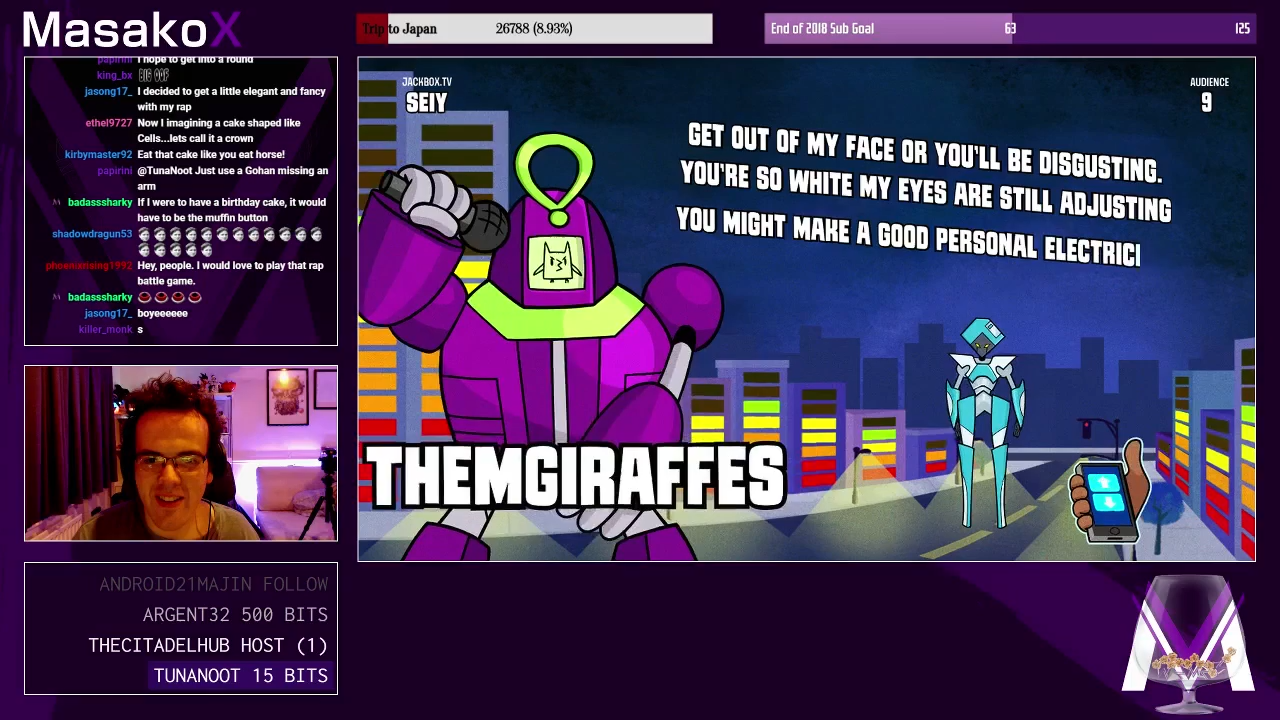 MasakoX
Trip to Japan 26788 (8.93%)
End of 2018 Sub Goal 63 125
papirini I hope to get into a round
king_bx BIG OOF
jasong17_ I decided to get a little elegant and fancy
with my rap
ethel9727 Now I imagining a cake shaped like
Cells...lets call it a crown
kirbymaster92 Eat that cake like you eat horse!
papirini @TunaNoot Just use a Gohan missing an
arm
badasssharky If I were to have a birthday cake, it would
have to be the muffin button
shadowdragun53
phoenixrising1992 Hey, people. I would love to play that rap
battle game.
badasssharky
jasong17_ boyeeeeee
killer_monk s
JACKBOX.TV
SEIY
AUDIENCE
9
GET OUT OF MY FACE OR YOU'LL BE DISGUSTING.
YOU'RE SO WHITE MY EYES ARE STILL ADJUSTING
YOU MIGHT MAKE A GOOD PERSONAL ELECTRICI
THEMGIRAFFES
ANDROID21MAJIN FOLLOW
ARGENT32 500 BITS
THECITADELHUB HOST (1)
TUNANOOT 15 BITS